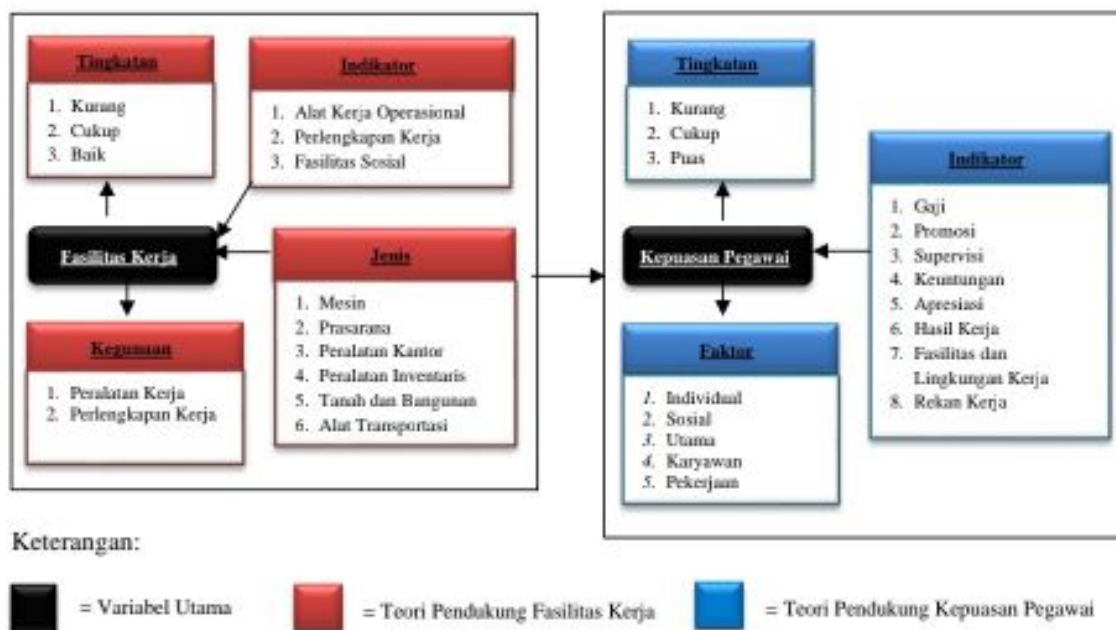 Tingkatan
1. Kurang
2. Cukup
3. Baik
Indikator
1. Alat Kerja Operasional
2. Perlengkapan Kerja
3. Fasilitas Sosial
Fasilitas Kerja
Jenis
1. Mesin
2. Prasarana
3. Peralatan Kantor
4. Peralatan Inventaris
5. Tanah dan Bangunan
6. Alat Transportasi
Kegunaan
1. Peralatan Kerja
2. Perlengkapan Kerja
Tingkatan
1. Kurang
2. Cukup
3. Puas
Kepuasan Pegawai
Indikator
1. Gaji
2. Promosi
3. Supervisi
4. Keuntungan
5. Apresiasi
6. Hasil Kerja
7. Fasilitas dan
Lingkungan Kerja
8. Rekan Kerja
Faktor
1. Individual
2. Sosial
3. Utama
4. Karyawan
5. Pekerjaan
Keterangan:
= Variabel Utama
= Teori Pendukung Fasilitas Kerja
= Teori Pendukung Kepuasan Pegawai